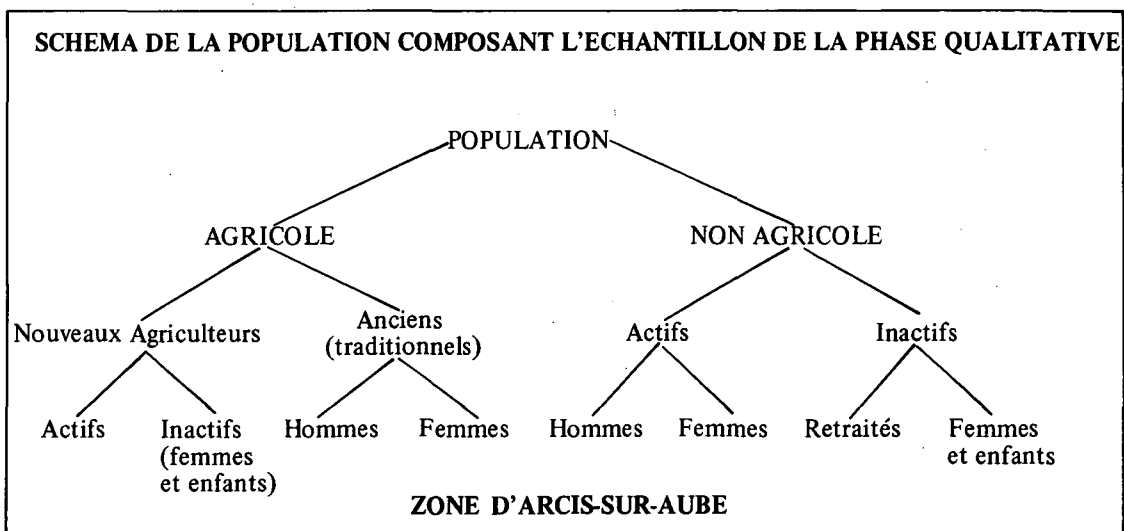 SCHEMA DE LA POPULATION COMPOSANT L'ECHANTILLON DE LA PHASE QUALITATIVE
POPULATION
AGRICOLE
NON AGRICOLE
Nouveaux Agriculteurs
Anciens
(traditionnels)
Actifs
Inactifs
Actifs
Inactifs
(femmes
et enfants)
Hommes
Femmes
Hommes
Femmes
Retraités
Femmes
et enfants
ZONE D'ARCIS-SUR-AUBE